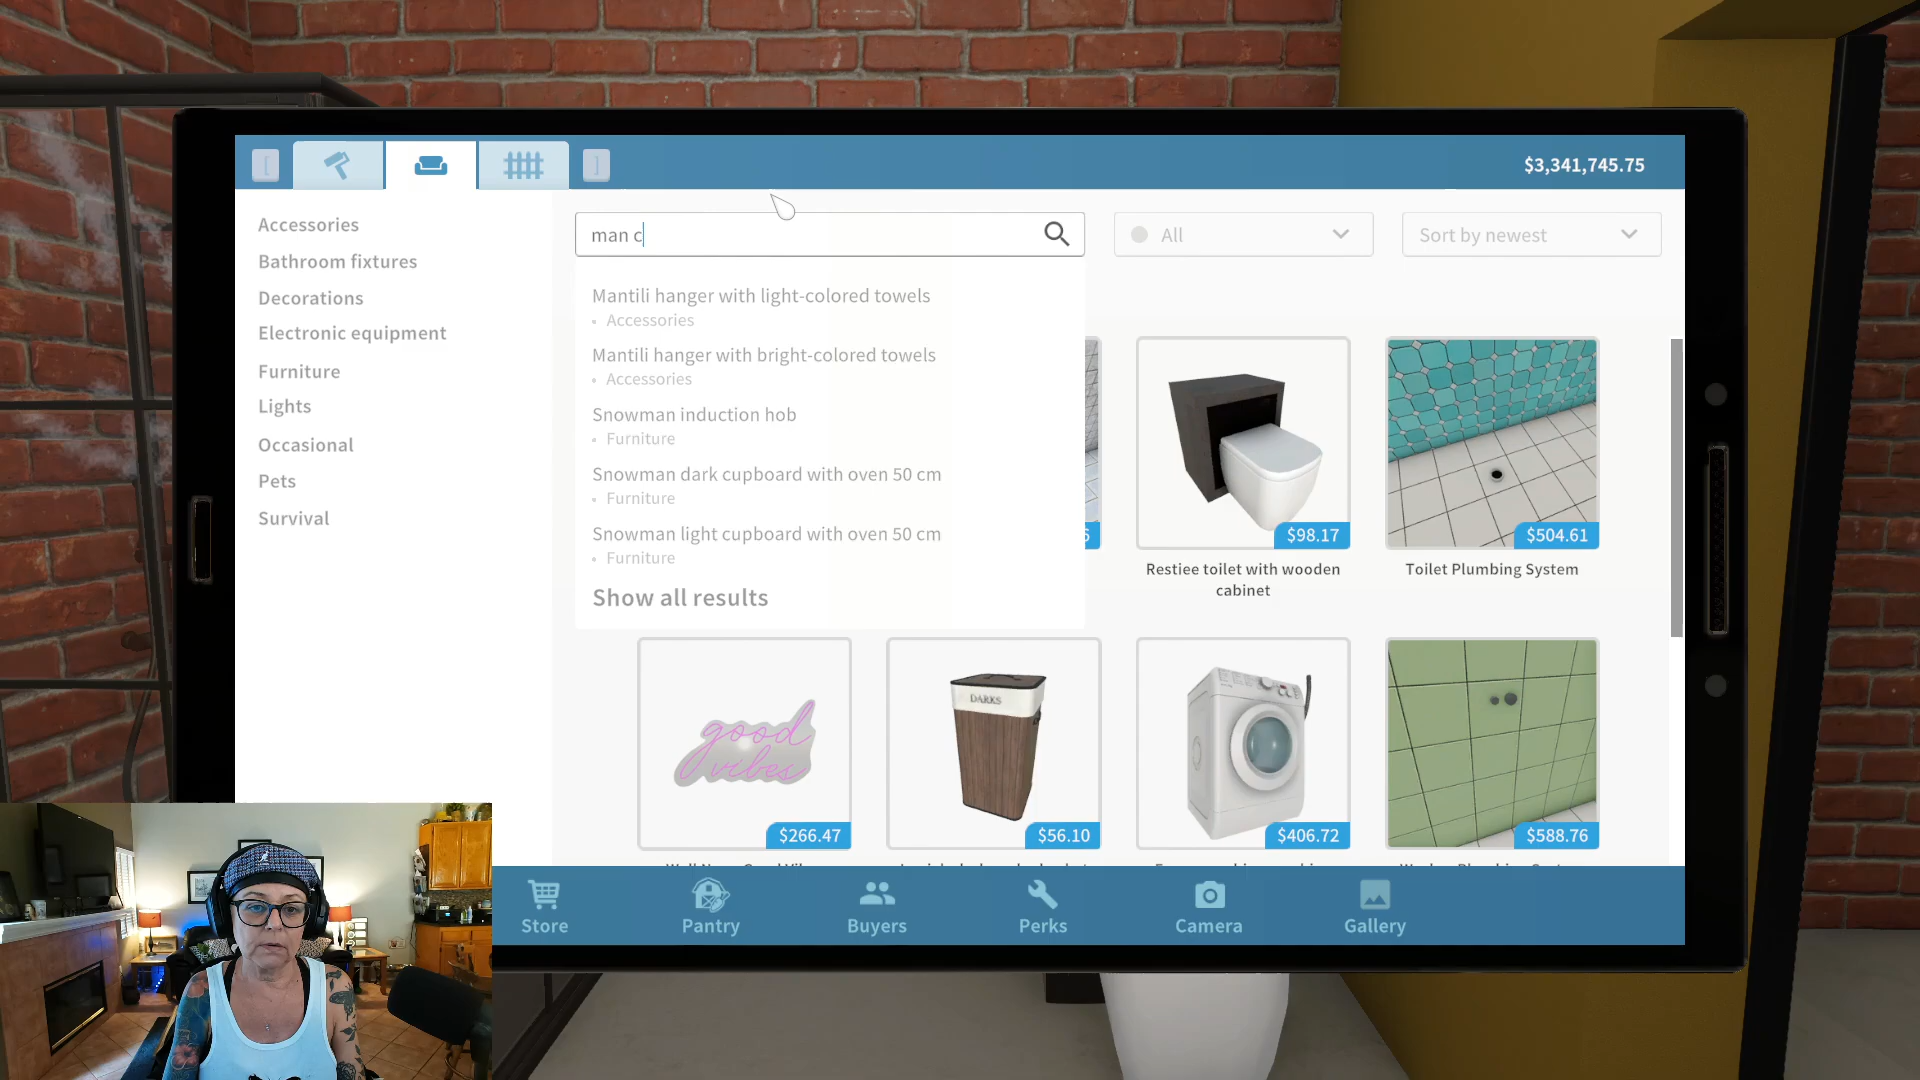 [
]
$3,341,745.75
Accessories
Bathroom fixtures
Decorations
Electronic equipment
Furniture
Lights
Occasional
Pets
Survival
man c
All
Sort by newest
Mantili hanger with light-colored towels
• Accessories
Mantili hanger with bright-colored towels
• Accessories
Snowman induction hob
• Furniture
Snowman dark cupboard with oven 50 cm
• Furniture
Snowman light cupboard with oven 50 cm
• Furniture
Show all results
$98.17
Restiee toilet with wooden
cabinet
$504.61
Toilet Plumbing System
good
vibes
$266.47
DARKS
$56.10
$406.72
$588.76
Store
Pantry
Buyers
Perks
Camera
Gallery